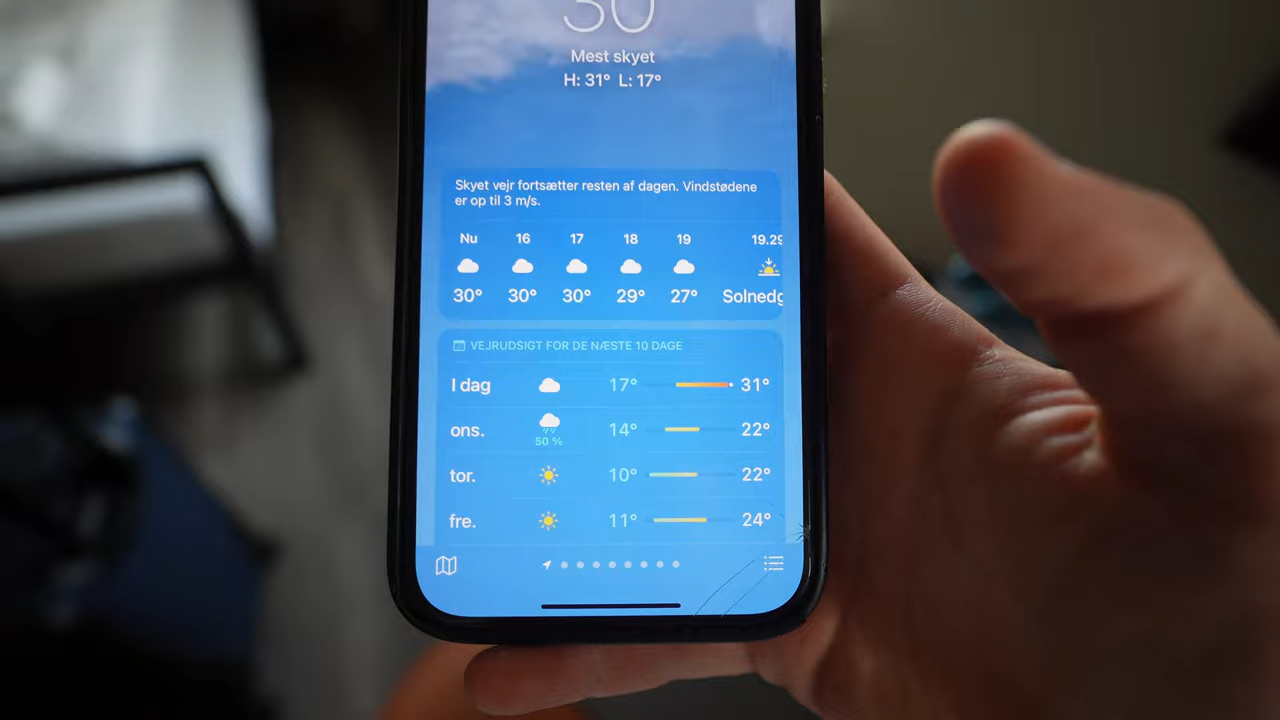 30
Mest skyet
H: 31° L: 17°
Skyet vejr fortsætter resten af dagen. Vindstødene
er op til 3 m/s.
Nu 16 17 18 19 19.29
30° 30° 30° 29° 27° Solnedg
VEJRUDSIGT FOR DE NÆSTE 10 DAGE
I dag 17° 31°
ons. 50 % 14° 22°
tor. 10° 22°
fre. 11° 24°